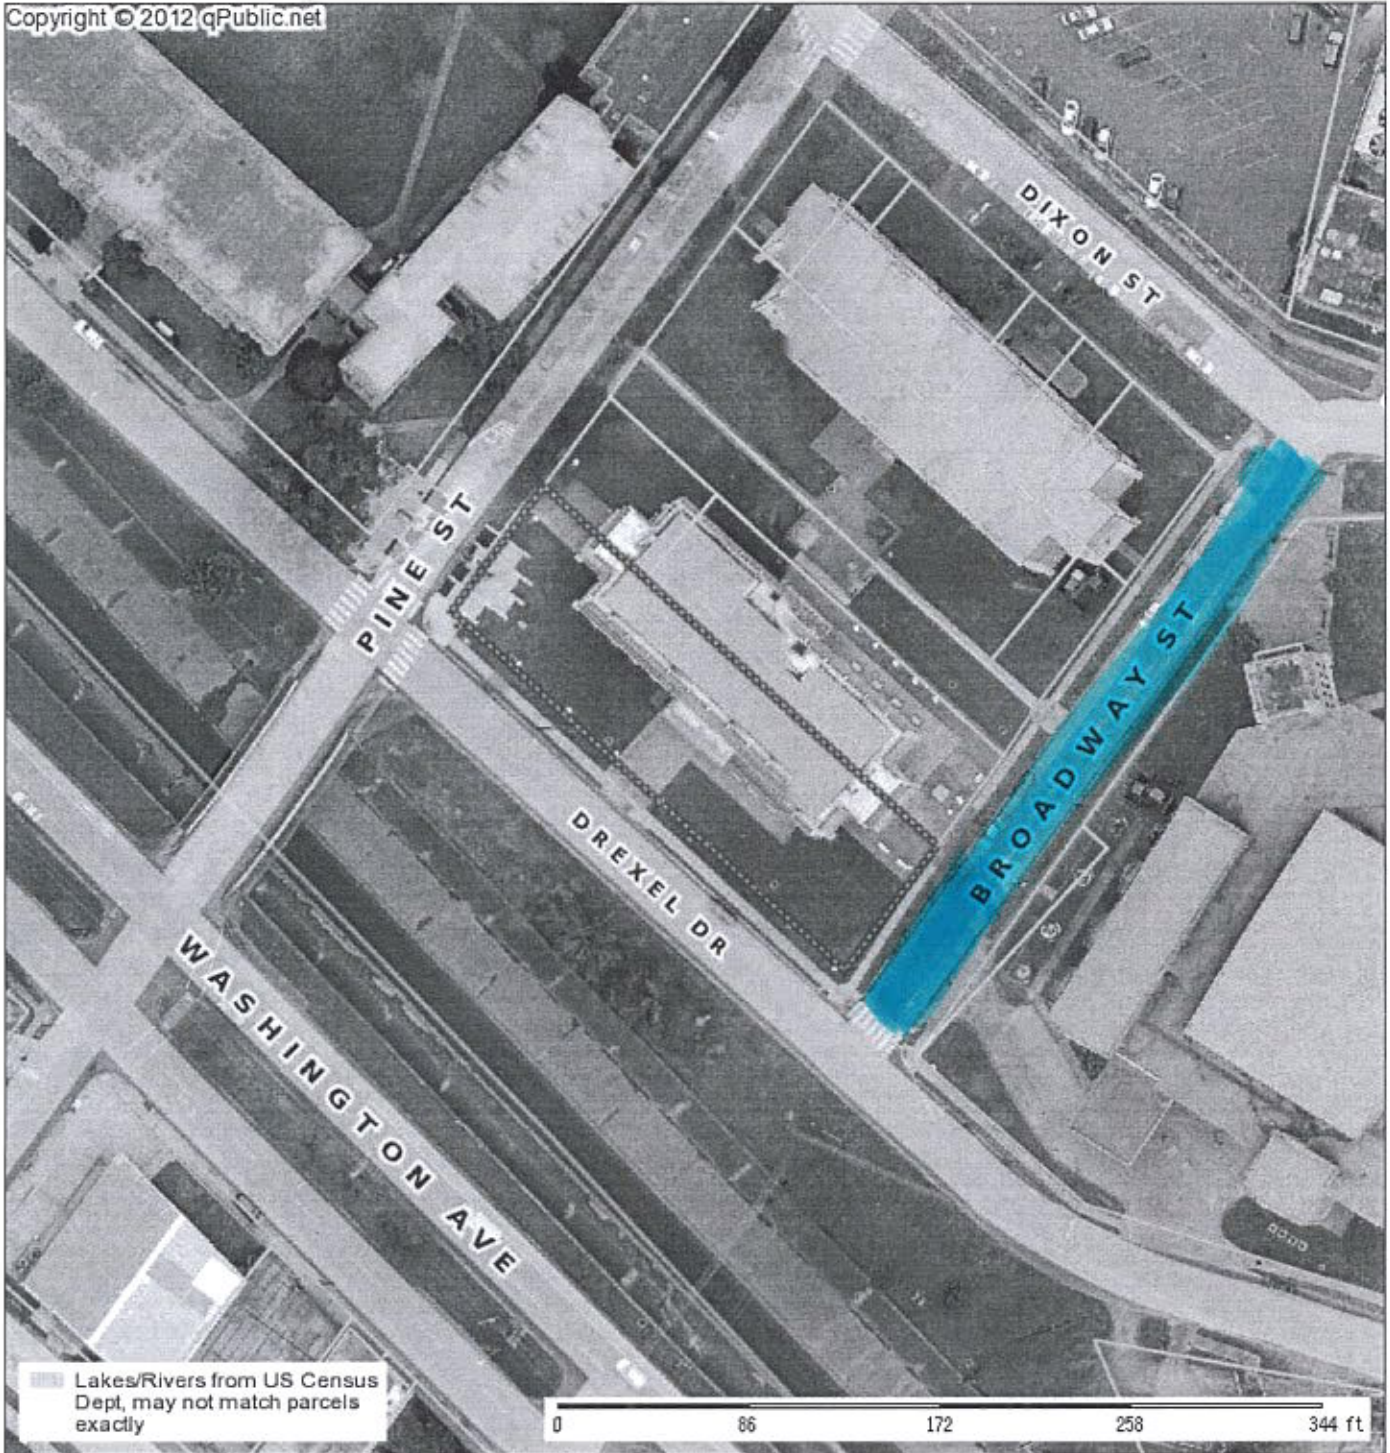 Copyright © 2012 qPublic.net
DIXON ST
PINE ST
BROADWAY ST
DREXEL DR
WASHINGTON AVE
Lakes/Rivers from US Census
Dept, may not match parcels
exactly
0 86 172 258 344 ft